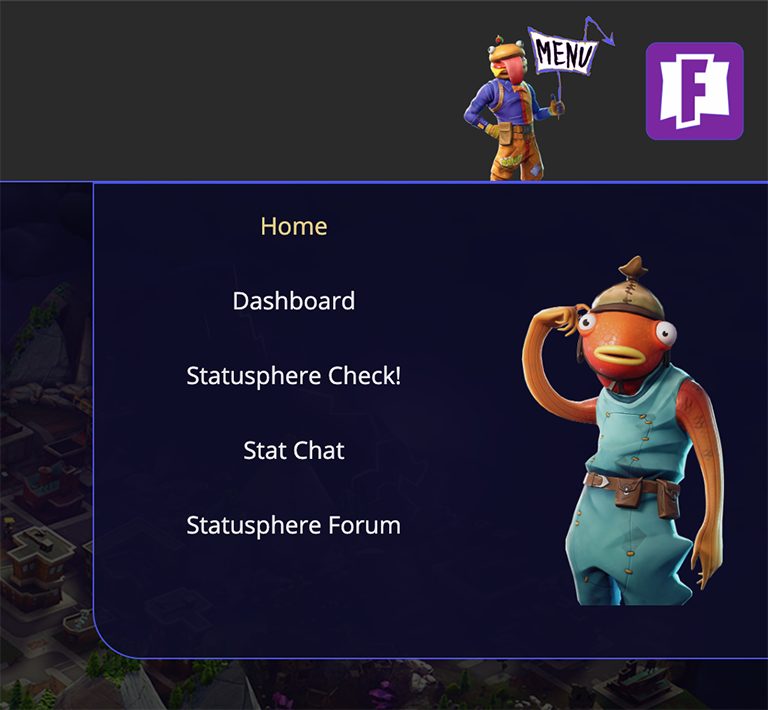 MENU
F
Home
Dashboard
Statusphere Check!
Stat Chat
Statusphere Forum